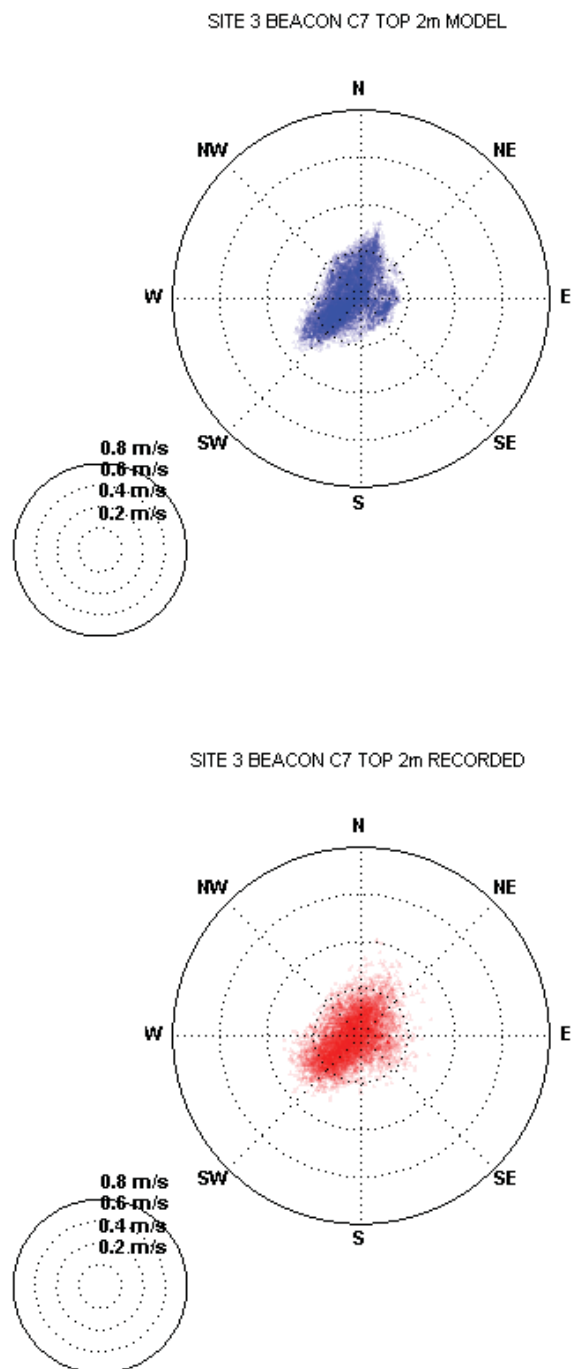 SITE 3 BEACON C7 TOP 2m MODEL
N
NW
NE
W
E
SW
SE
S
0.8 m/s
0.6 m/s
0.4 m/s
0.2 m/s
SITE 3 BEACON C7 TOP 2m RECORDED
N
NW
NE
W
E
SW
SE
S
0.8 m/s
0.6 m/s
0.4 m/s
0.2 m/s